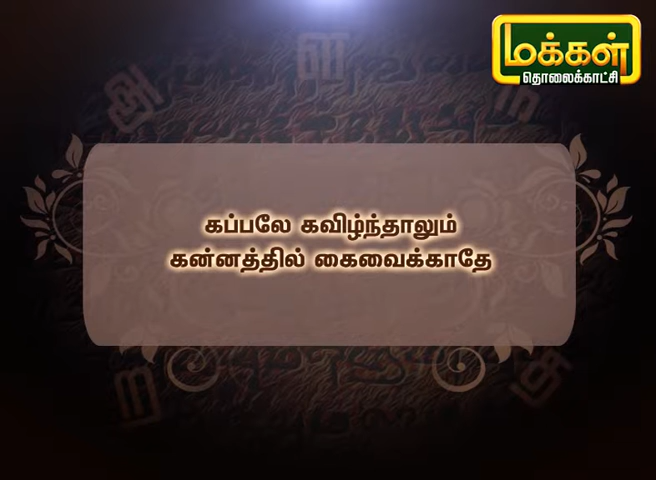 மக்கள்
தொலைக்காட்சி
கப்பலே கவிழ்ந்தாலும்
கன்னத்தில் கைவைக்காதே